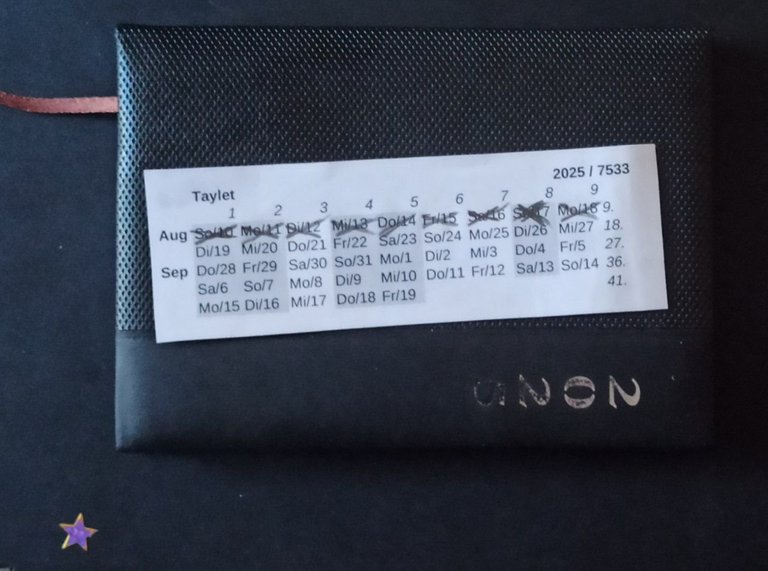 2025 / 7533
Taylet
1 2 3 4 5 6 7 8 9
Aug So/10 Mo/11 Di/12 Mi/13 Do/14 Fr/15 Sa/16 So/17 Mo/18 9.
Di/19 Mi/20 Do/21 Fr/22 Sa/23 So/24 Mo/25 Di/26 Mi/27 18.
Sep Do/28 Fr/29 Sa/30 So/31 Mo/1 Di/2 Mi/3 Do/4 Fr/5 27.
Sa/6 So/7 Mo/8 Di/9 Mi/10 Do/11 Fr/12 Sa/13 So/14 36.
Mo/15 Di/16 Mi/17 Do/18 Fr/19 41.
2025